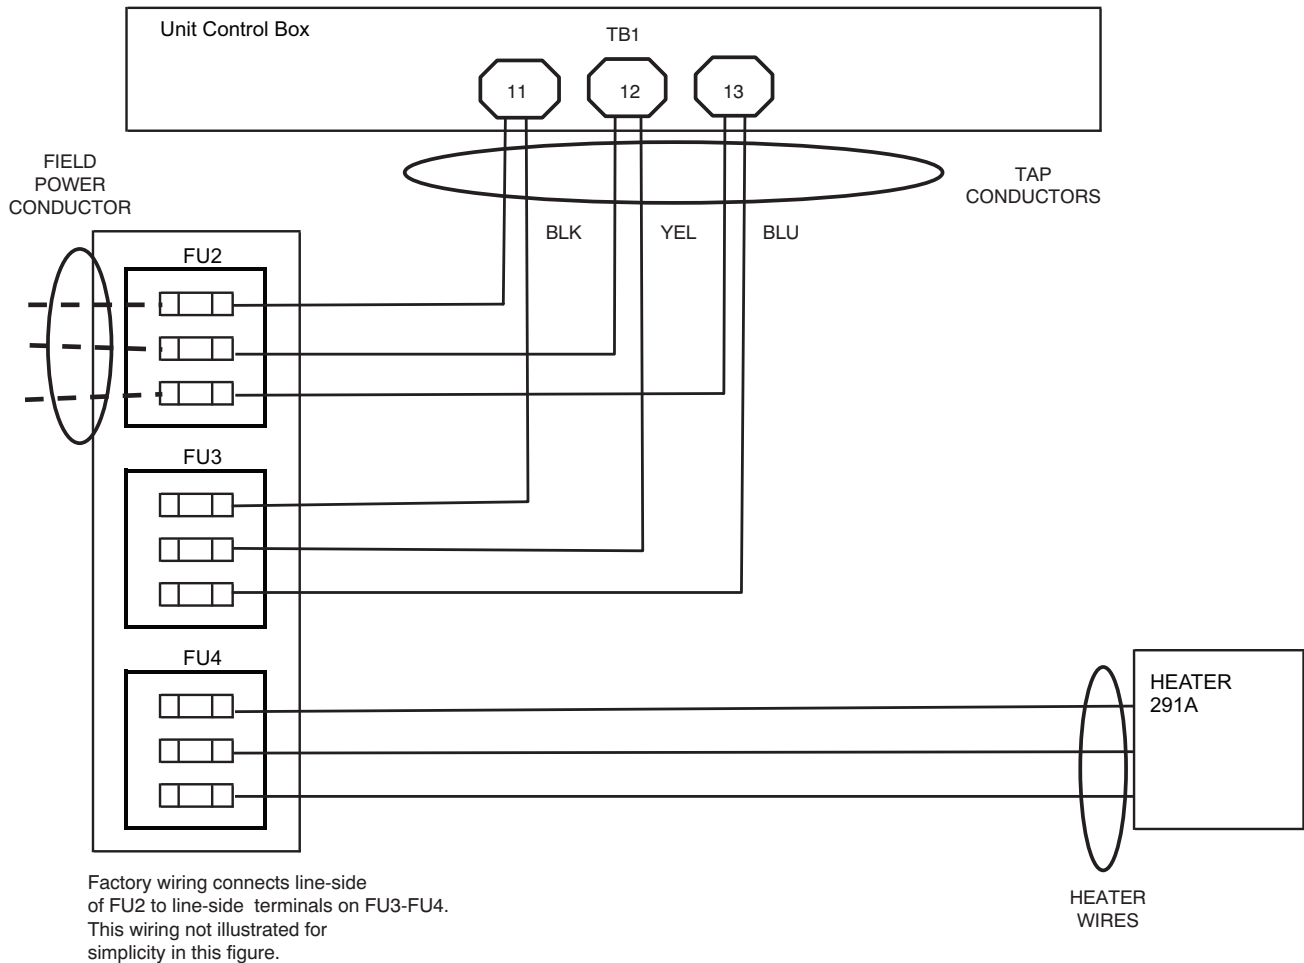 Unit Control Box
TB1
11
12
13
FIELD
POWER
CONDUCTOR
TAP
CONDUCTORS
BLK
YEL
BLU
FU2
FU3
FU4
HEATER
291A
HEATER
WIRES
Factory wiring connects line-side
of FU2 to line-side terminals on FU3-FU4.
This wiring not illustrated for
simplicity in this figure.